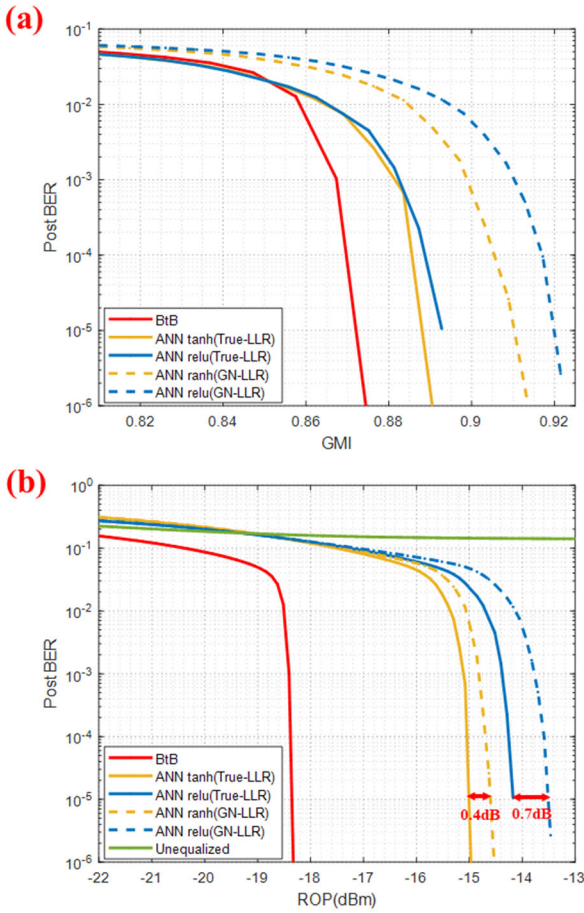 (a)
10^-1
10^-2
10^-3
10^-4
10^-5
10^-6
Post BER
BtB
ANN tanh(True-LLR)
ANN relu(True-LLR)
ANN ranh(GN-LLR)
ANN relu(GN-LLR)
0.82 0.84 0.86 0.88 0.9 0.92
GMI
(b)
10^0
10^-1
10^-2
10^-3
10^-4
10^-5
10^-6
Post BER
BtB
ANN tanh(True-LLR)
ANN relu(True-LLR)
ANN ranh(GN-LLR)
ANN relu(GN-LLR)
Unequalized
0.4dB 0.7dB
-22 -21 -20 -19 -18 -17 -16 -15 -14 -13
ROP(dBm)